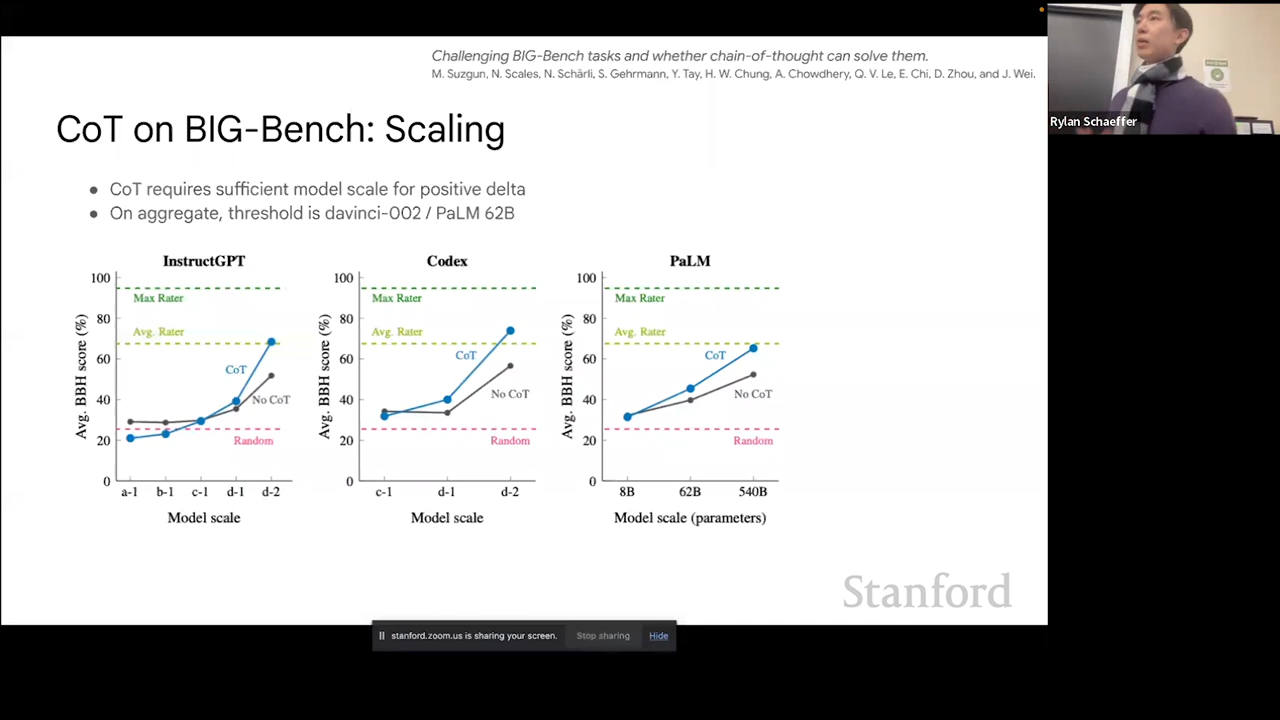 Challenging BIG-Bench tasks and whether chain-of-thought can solve them.
M. Suzgun, N. Scales, N. Schärli, S. Gehrmann, Y. Tay, H. W. Chung, A. Chowdhery, Q. V. Le, E. Chi, D. Zhou, and J. Wei.
Rylan Schaeffer
CoT on BIG-Bench: Scaling
● CoT requires sufficient model scale for positive delta
● On aggregate, threshold is davinci-002 / PaLM 62B
InstructGPT
Avg. BBH score (%)
100
80
60
40
20
0
Max Rater
Avg. Rater
CoT
No CoT
Random
a-1 b-1 c-1 d-1 d-2
Model scale
Codex
Avg. BBH score (%)
100
80
60
40
20
0
Max Rater
Avg. Rater
CoT
No CoT
Random
c-1 d-1 d-2
Model scale
PaLM
Avg. BBH score (%)
100
80
60
40
20
0
Max Rater
Avg. Rater
CoT
No CoT
Random
8B 62B 540B
Model scale (parameters)
Stanford
stanford.zoom.us is sharing your screen. Stop sharing Hide